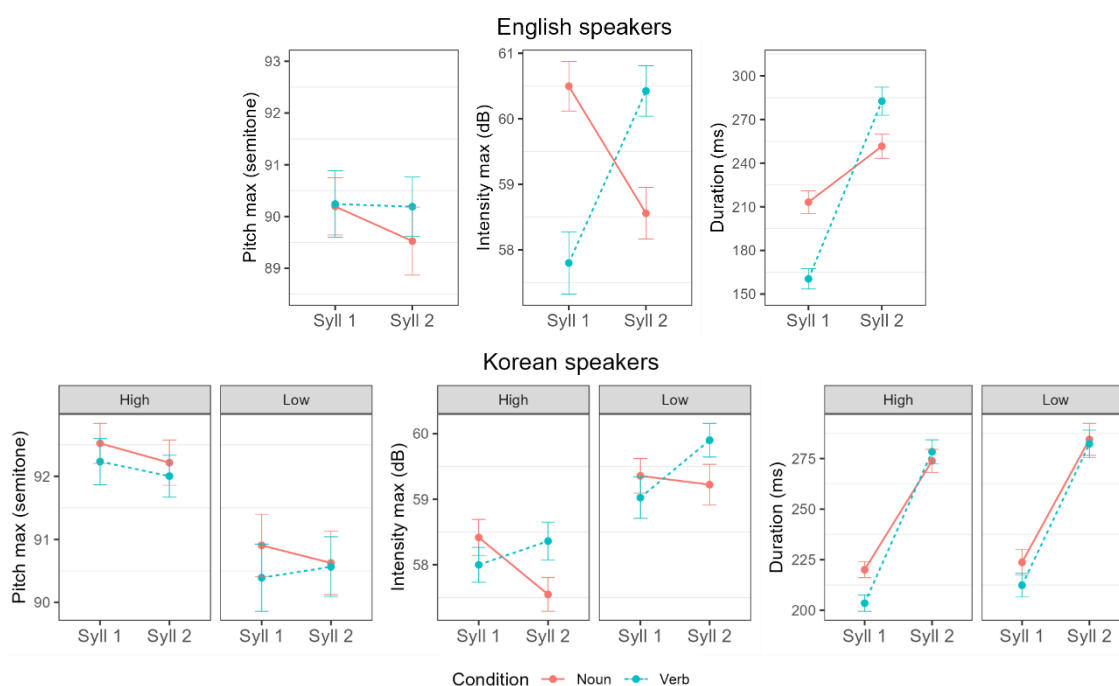 English speakers
Pitch max (semitone)
93
92
91
90
89
Syll 1 Syll 2
Intensity max (dB)
61
60
59
58
Syll 1 Syll 2
Duration (ms)
300
270
240
210
180
150
Syll 1 Syll 2
Korean speakers
Pitch max (semitone)
High Low
92
91
90
Syll 1 Syll 2 Syll 1 Syll 2
Intensity max (dB)
High Low
60
59
58
Syll 1 Syll 2 Syll 1 Syll 2
Duration (ms)
High Low
275
250
225
200
Syll 1 Syll 2 Syll 1 Syll 2
Condition Noun Verb